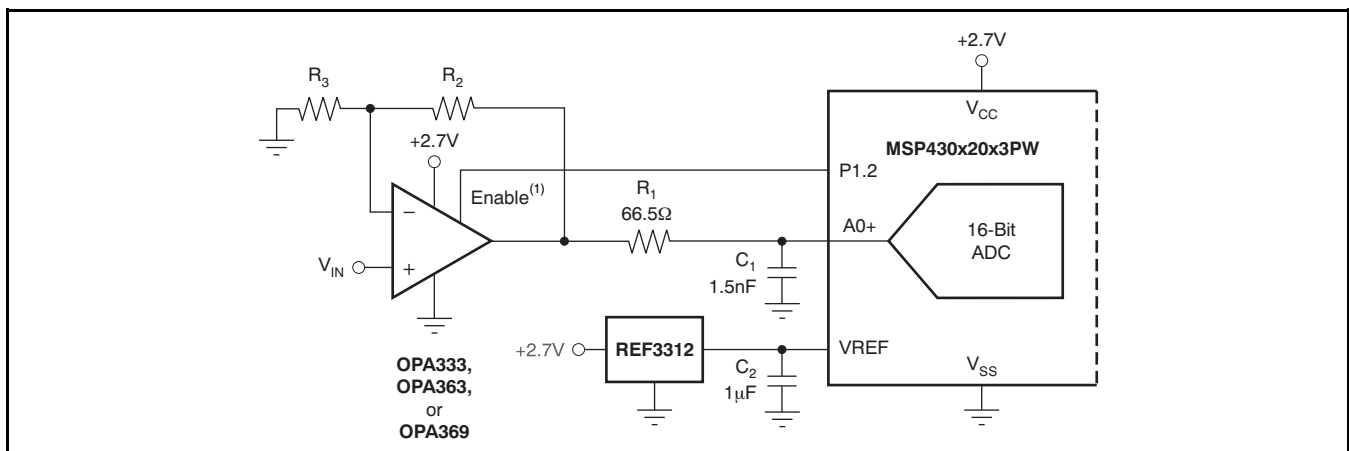 +2.7V
R3
R2
VCC
+2.7V
MSP430x20x3PW
P1.2
Enable(1)
R1
66.5Ω
A0+
16-Bit
ADC
−
VIN
+
C1
1.5nF
+2.7V
REF3312
VREF
OPA333,
OPA363,
or
OPA369
C2
1μF
VSS